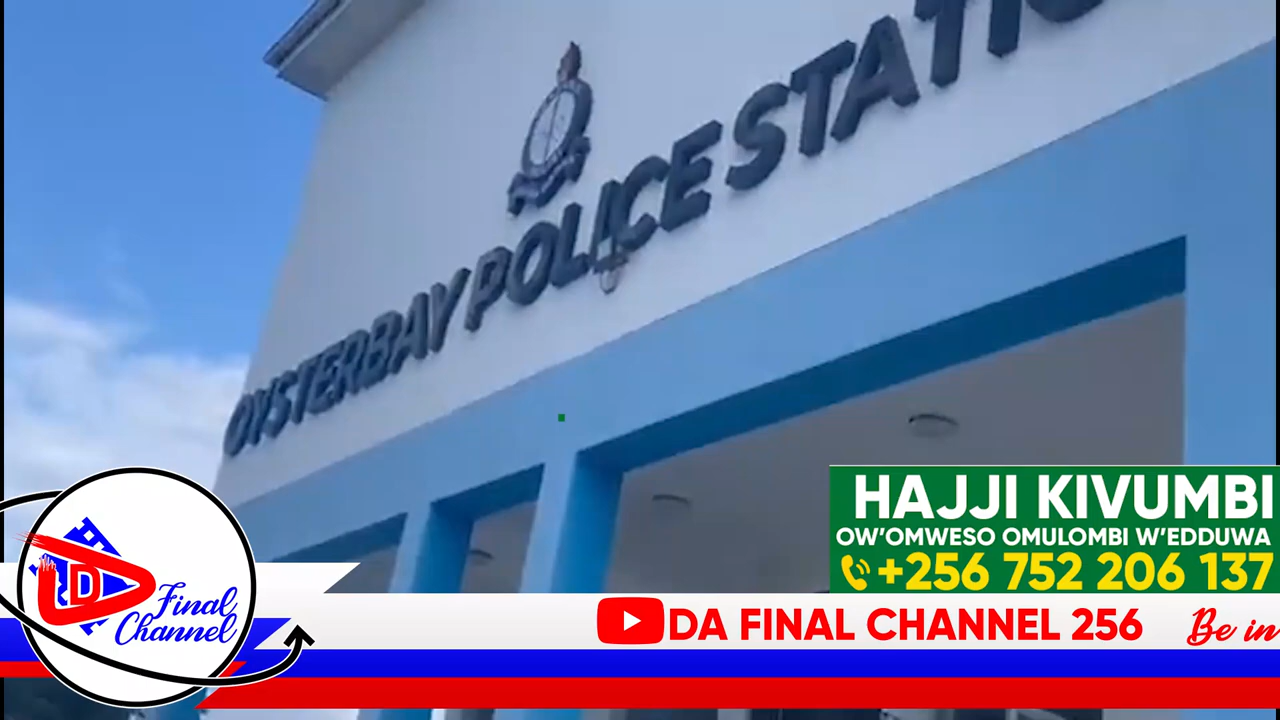 OYSTERBAY POLICE STATIO
HAJJI KIVUMBI
OW'OMWESO OMULOMBI W'EDDUWA
+256 752 206 137
D
Final
Channel
DA FINAL CHANNEL 256
Be in